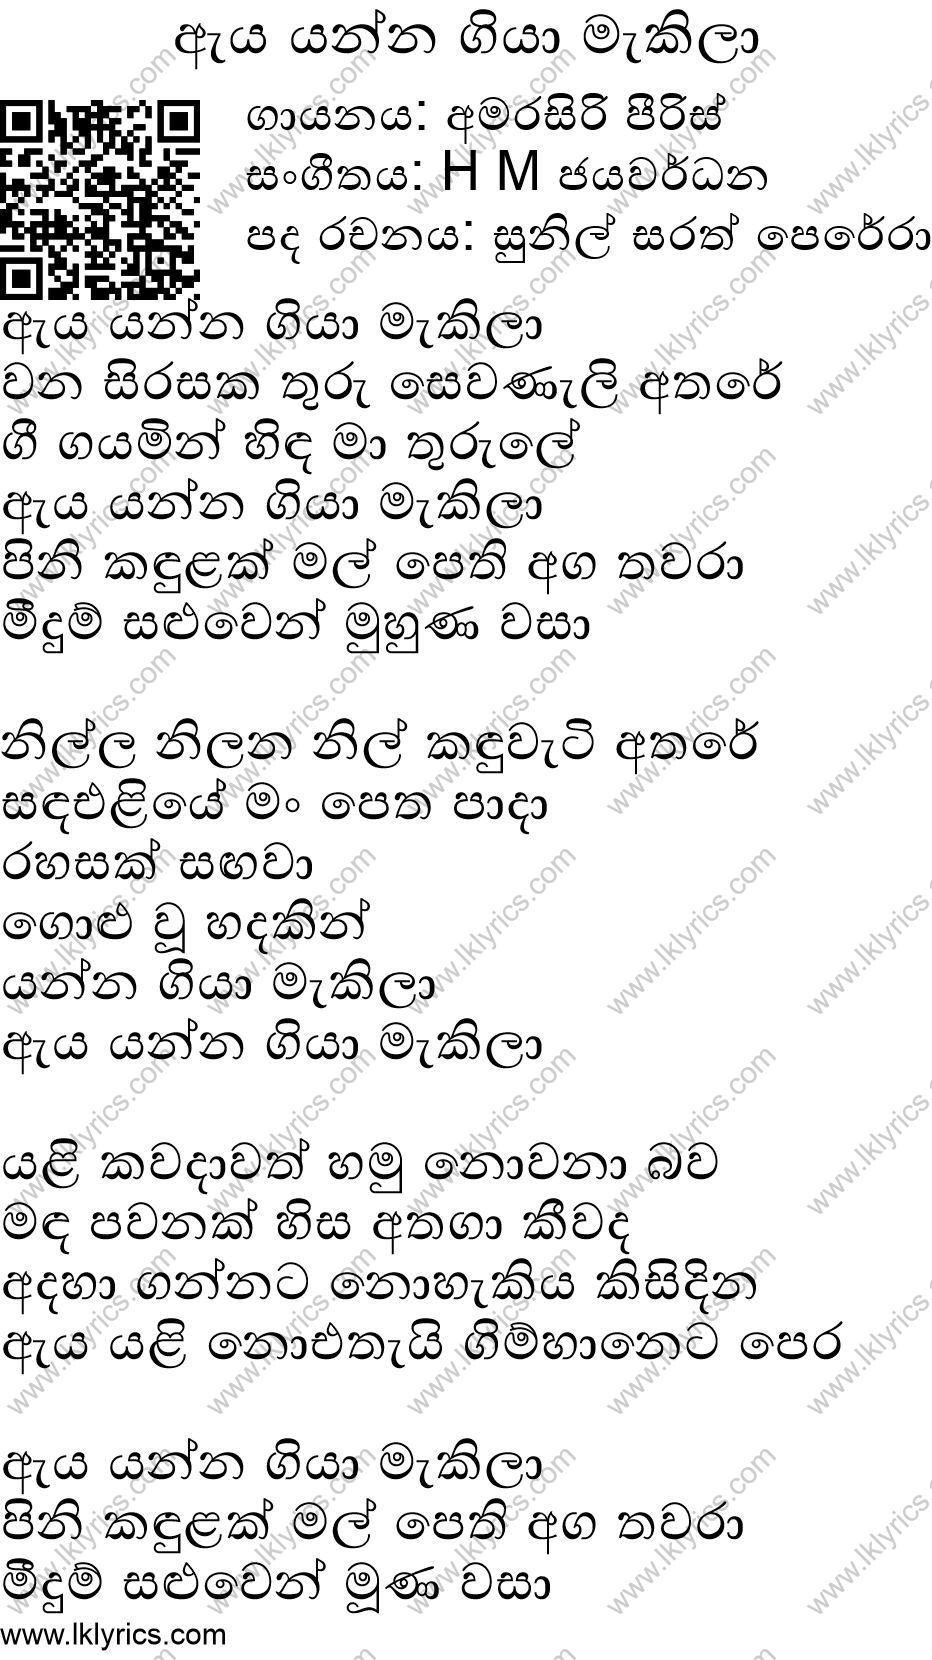 ඇය යන්න ගියා මැකිලා
ගායනය: අමරසිරි පීරිස්
සංගීතය: H M ජයවර්ධන
පද රචනය: සුනිල් සරත් පෙරේරා
ඇය යන්න ගියා මැකිලා
වන සිරසක තුරු සෙවණැලි අතරේ
ගී ගයමින් හිඳ මා තුරුලේ
ඇය යන්න ගියා මැකිලා
පිනි කඳුළක් මල් පෙති අග තවරා
මීදුම් සළුවෙන් මුහුණ වසා
නිල්ල නිලන නිල් කඳුවැටි අතරේ
සඳඑළියේ මං පෙත පාදා
රහසක් සඟවා
ගොළු වූ හදකින්
යන්න ගියා මැකිලා
ඇය යන්න ගියා මැකිලා
යළි කවදාවත් හමු නොවනා බව
මඳ පවනක් හිස අතගා කීවද
අදහා ගන්නට නොහැකිය කිසිදින
ඇය යළි නොඑතැයි ගිම්හානෙට පෙර
ඇය යන්න ගියා මැකිලා
පිනි කඳුළක් මල් පෙති අග තවරා
මීදුම් සළුවෙන් මූණ වසා
www.lklyrics.com